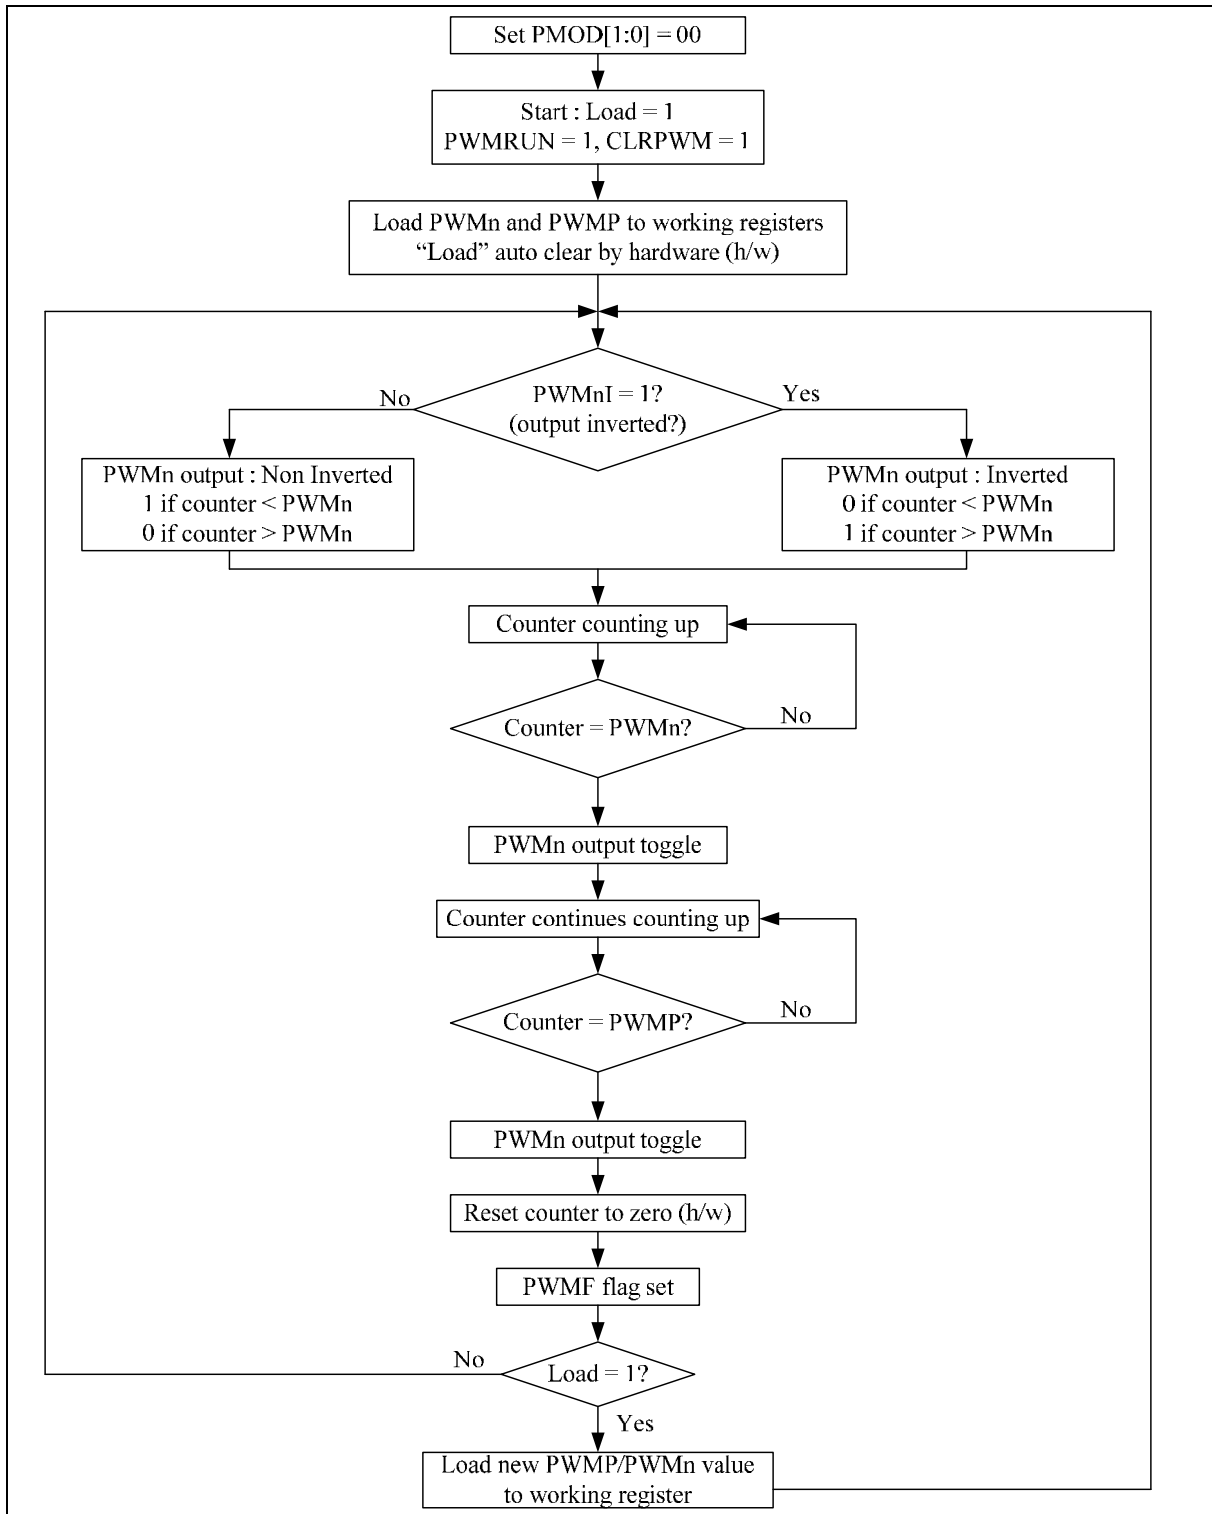 Set PMOD[1:0] = 00
Start : Load = 1
PWMRUN = 1, CLRPWM = 1
Load PWMn and PWMP to working registers
“Load” auto clear by hardware (h/w)
PWMnI = 1?
(output inverted?)
No
Yes
PWMn output : Non Inverted
1 if counter < PWMn
0 if counter > PWMn
PWMn output : Inverted
0 if counter < PWMn
1 if counter > PWMn
Counter counting up
Counter = PWMn?
No
PWMn output toggle
Counter continues counting up
Counter = PWMP?
No
PWMn output toggle
Reset counter to zero (h/w)
PWMF flag set
Load = 1?
No
Yes
Load new PWMP/PWMn value
to working register